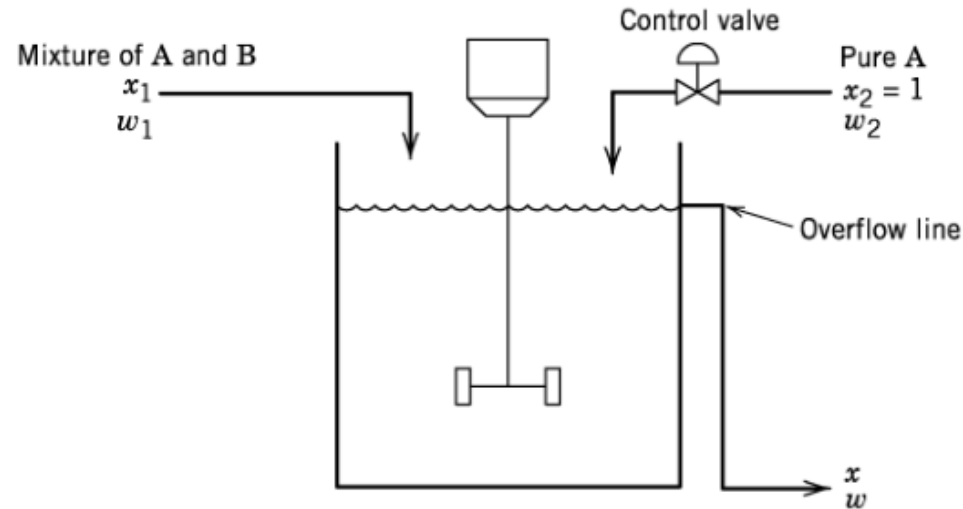 Control valve
Mixture of A and B
x₁
w₁
Pure A
x₂ = 1
w₂
Overflow line
x
w